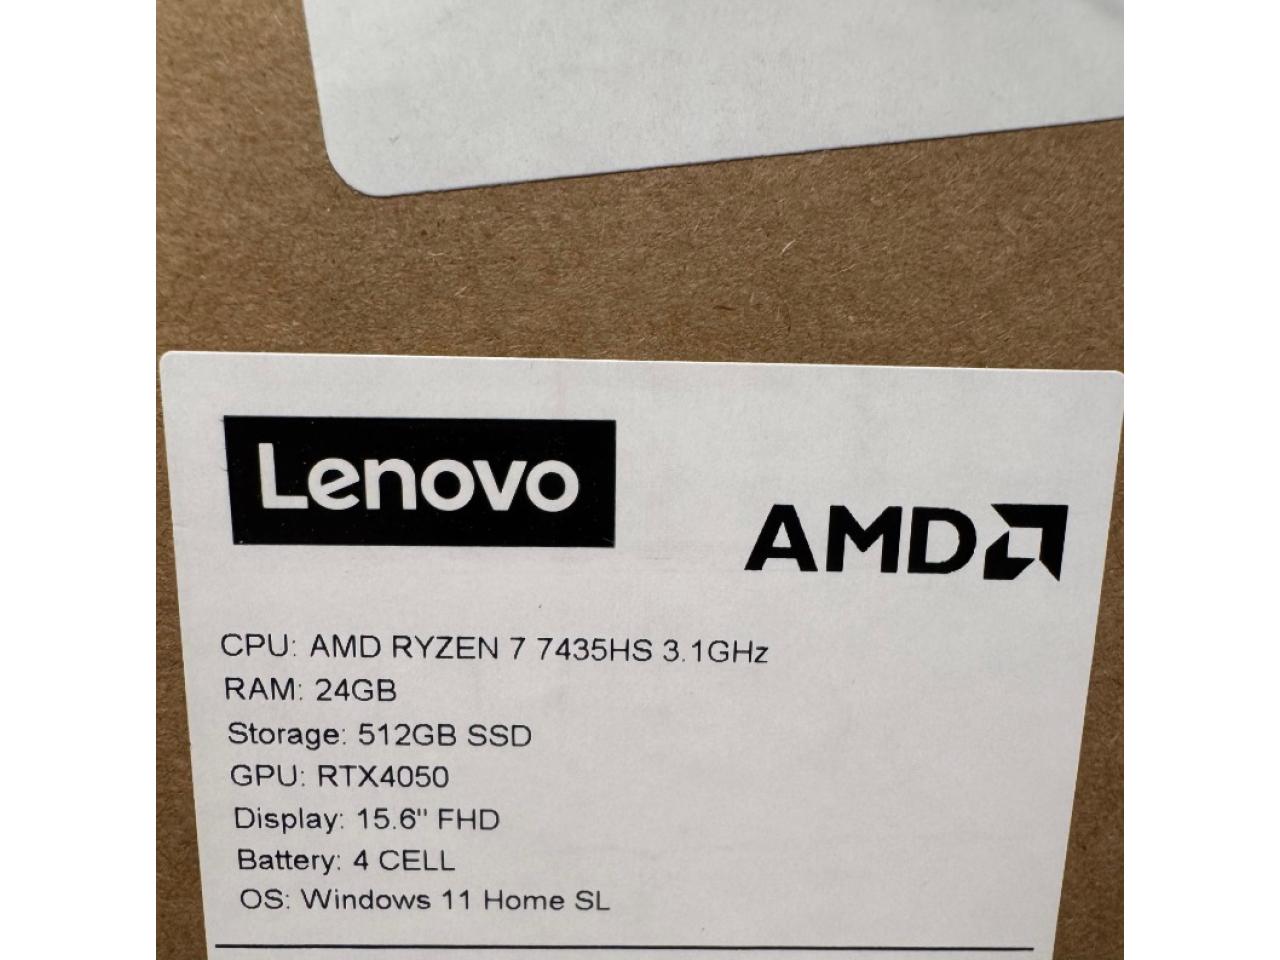 Lenovo
AMD
CPU: AMD RYZEN 7 7435HS 3.1GHz
RAM: 24GB
Storage: 512GB SSD
GPU: RTX4050
Display: 15.6" FHD
Battery: 4 CELL
OS: Windows 11 Home SL